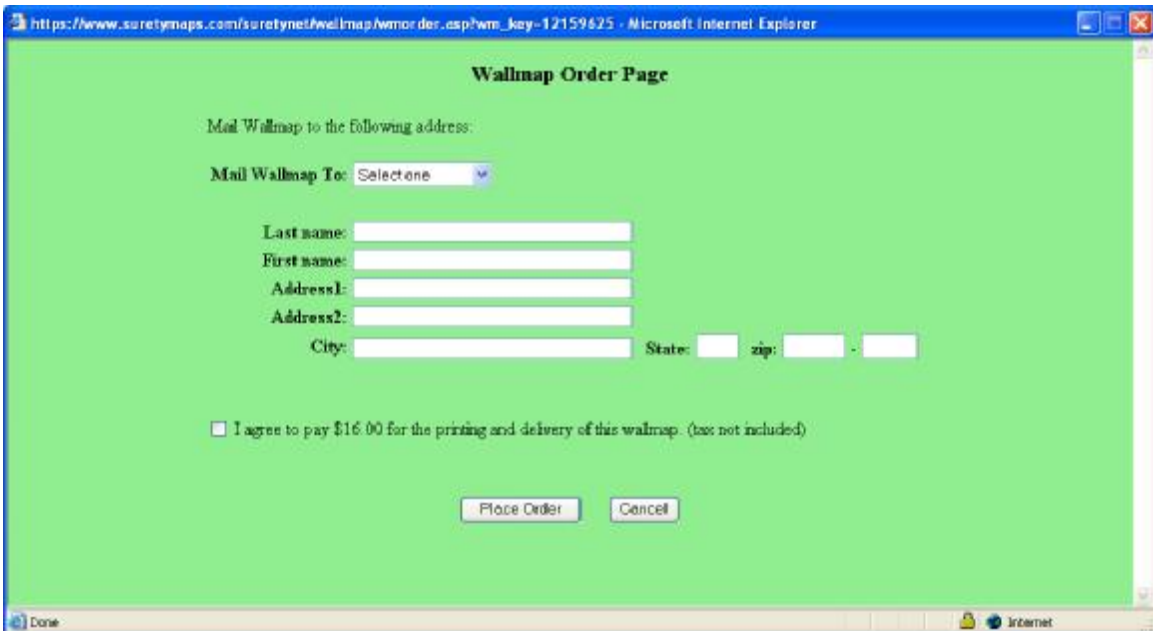 https://www.suretymaps.com/suretynet/wallmap/wmorder.asp?wm_key=12159625 - Microsoft Internet Explorer
Wallmap Order Page
Mail Wallmap to the following address:
Mail Wallmap To: Select one
Last name:
First name:
Address1:
Address2:
City: State: zip: -
I agree to pay $16.00 for the printing and delivery of this wallmap. (tax not included)
Place Order Cancel
Done Internet